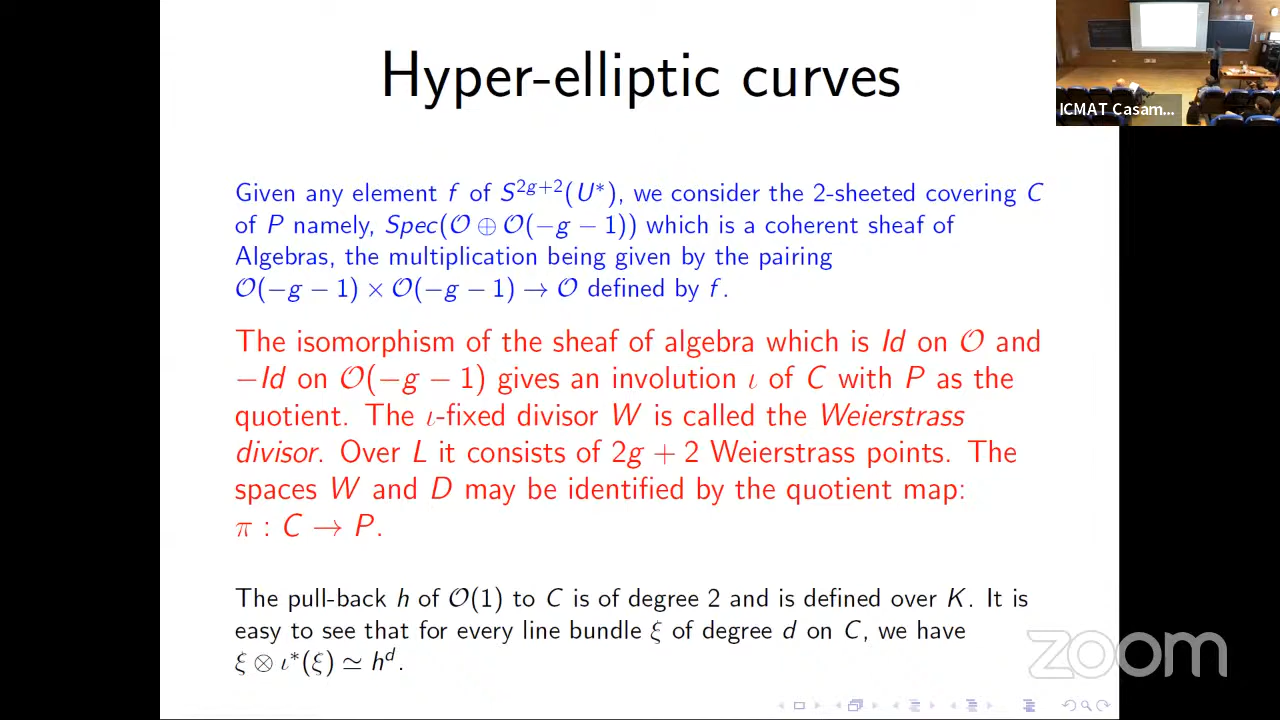 Hyper-elliptic curves
ICMAT Casam...
Given any element f of S^{2g+2}(U*), we consider the 2-sheeted covering C
of P namely, Spec(𝒪 ⊕ 𝒪(−g − 1)) which is a coherent sheaf of
Algebras, the multiplication being given by the pairing
𝒪(−g − 1) × 𝒪(−g − 1) → 𝒪 defined by f.
The isomorphism of the sheaf of algebra which is Id on 𝒪 and
−Id on 𝒪(−g − 1) gives an involution ι of C with P as the
quotient. The ι-fixed divisor W is called the Weierstrass
divisor. Over L it consists of 2g + 2 Weierstrass points. The
spaces W and D may be identified by the quotient map:
π : C → P.
The pull-back h of 𝒪(1) to C is of degree 2 and is defined over K. It is
easy to see that for every line bundle ξ of degree d on C, we have
ξ ⊗ ι*(ξ) ≃ h^d.
zoom